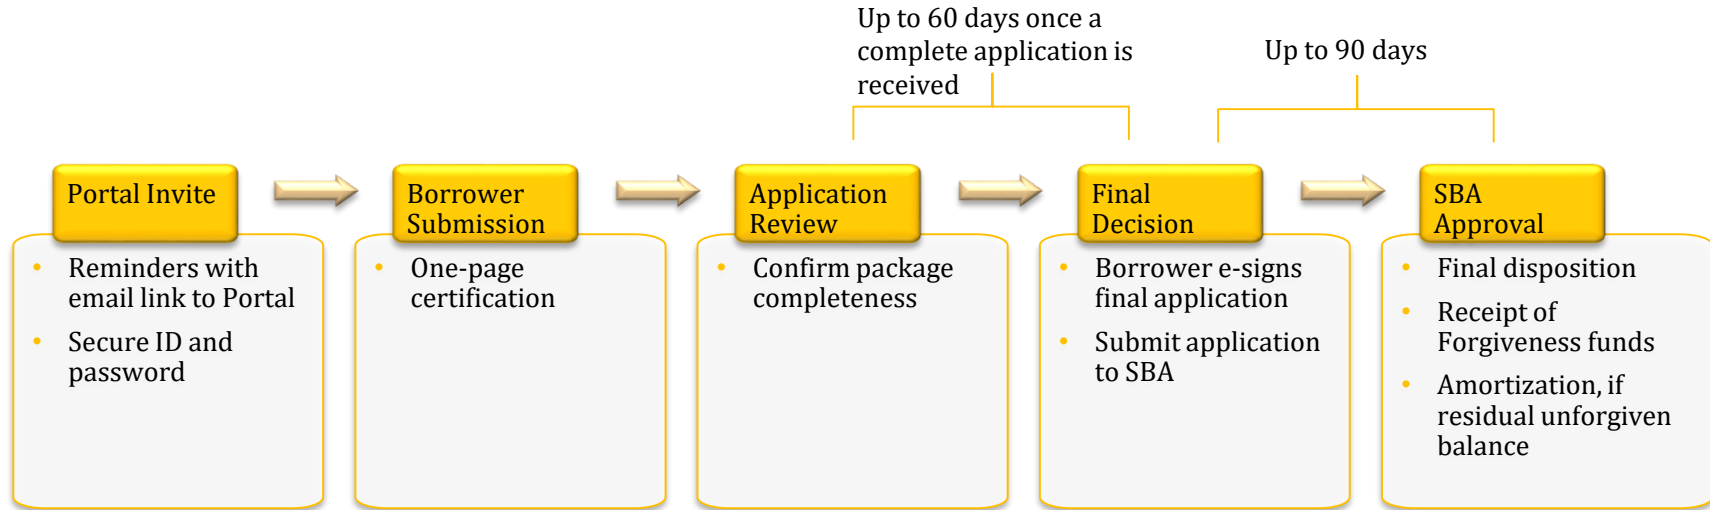 Up to 60 days once a
complete application is
received
Up to 90 days
Portal Invite
Borrower
Submission
Application
Review
Final
Decision
SBA
Approval
• Reminders with
email link to Portal
• Secure ID and
password
• One-page
certification
• Confirm package
completeness
• Borrower e-signs
final application
• Submit application
to SBA
• Final disposition
• Receipt of
Forgiveness funds
• Amortization, if
residual unforgiven
balance